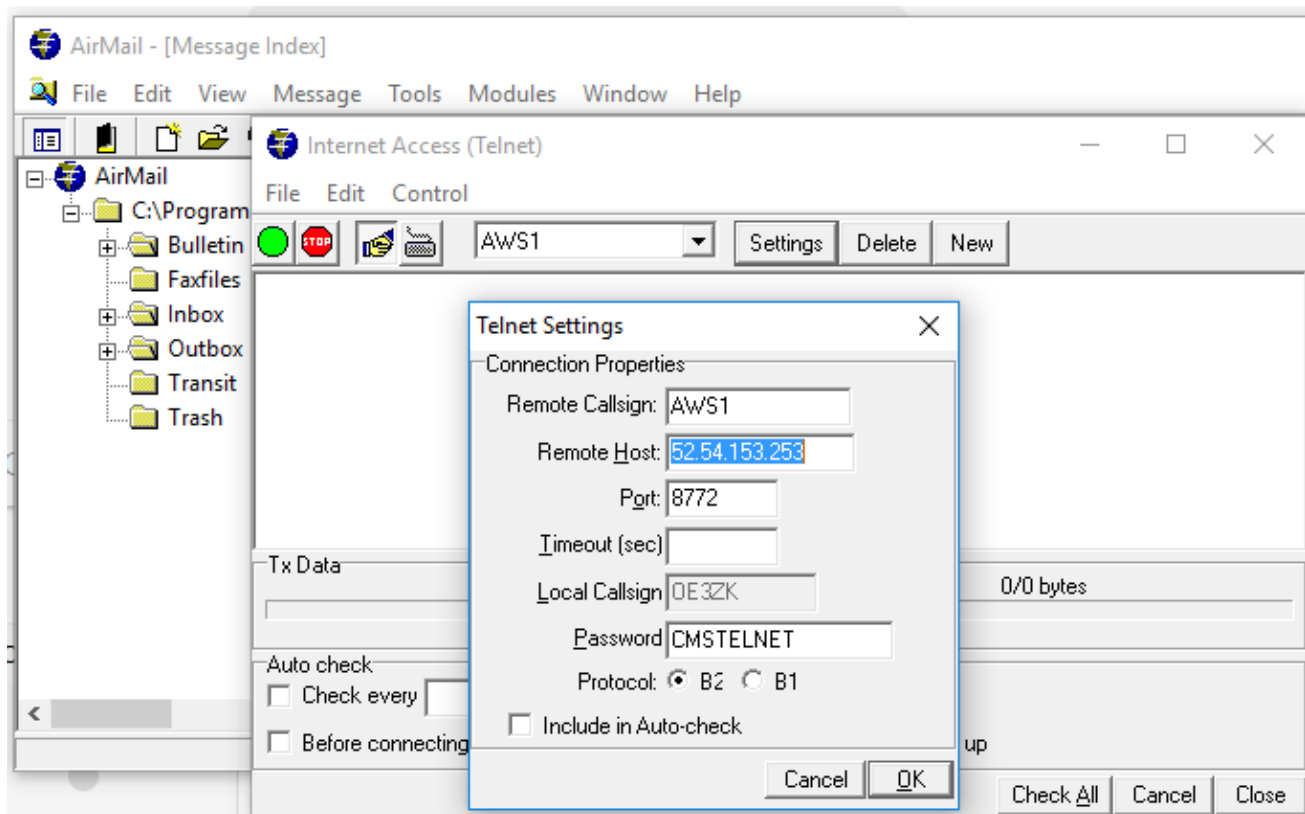 AirMail - [Message Index]
File Edit View Message Tools Modules Window Help
Internet Access (Telnet)
AirMail
File Edit Control
C:\Program
STOP
AWS1
Settings Delete New
Bulletin
Faxfiles
Inbox
Outbox
Transit
Trash
Telnet Settings
Connection Properties
Remote Callsign: AWS1
Remote Host: 52.54.153.253
Port: 8772
Timeout (sec)
Local Callsign OE3ZK
Password CMSTELNET
Protocol: B2 B1
Include in Auto-check
Cancel OK
Tx Data
0/0 bytes
Auto check
Check every
Before connecting
up
Check All Cancel Close